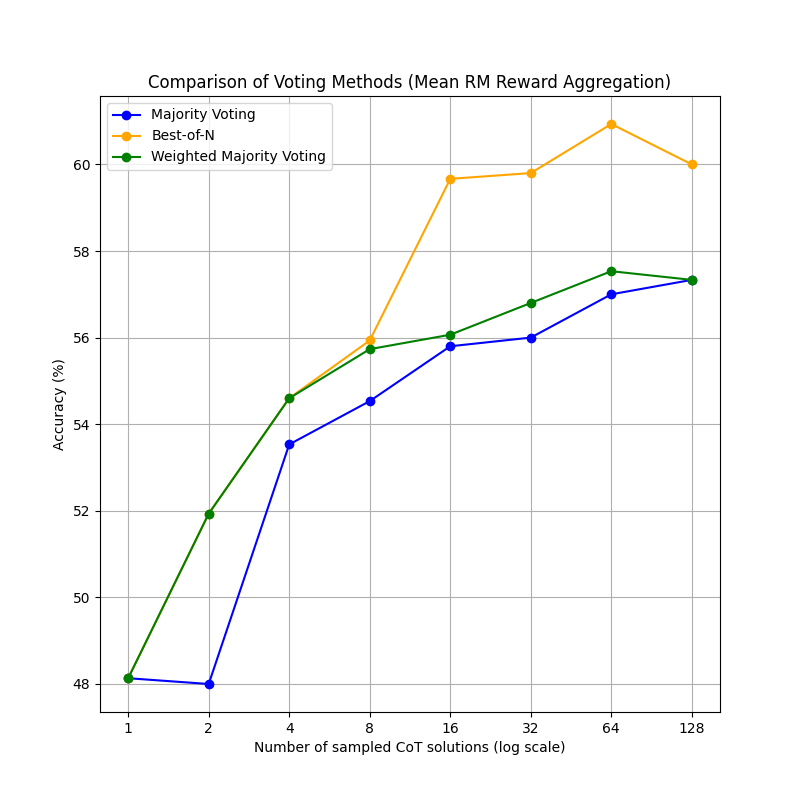 Comparison of Voting Methods (Mean RM Reward Aggregation)
Majority Voting
Best-of-N
Weighted Majority Voting
60
58
56
54
52
50
48
Accuracy (%)
1 2 4 8 16 32 64 128
Number of sampled CoT solutions (log scale)